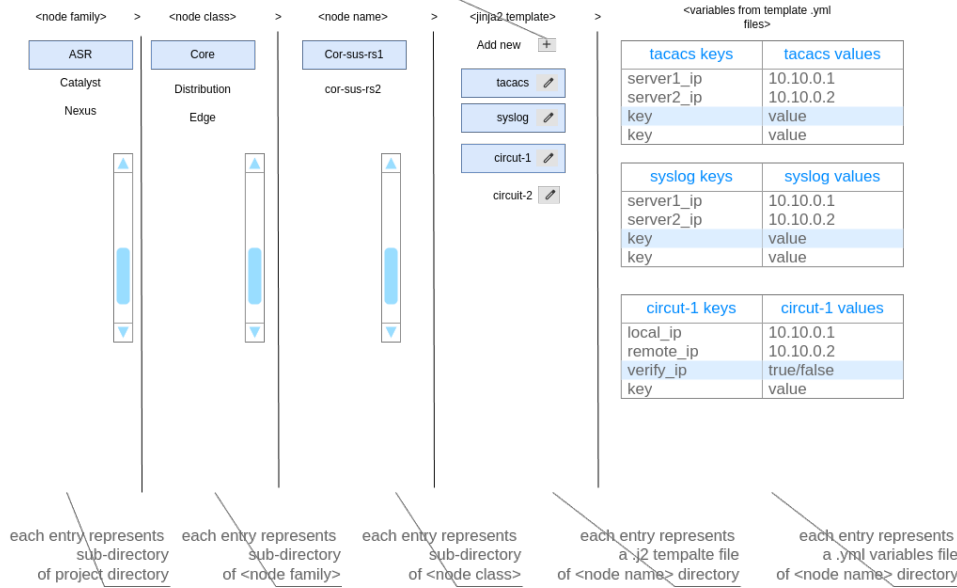 <node family>
>
<node class>
>
<node name>
>
<jinja2 template>
>
<variables from template .yml
files>
ASR
Catalyst
Nexus
Core
Distribution
Edge
Cor-sus-rs1
cor-sus-rs2
Add new +
tacacs
syslog
circut-1
circuit-2
tacacs keys tacacs values
server1_ip 10.10.0.1
server2_ip 10.10.0.2
key value
key value
syslog keys syslog values
server1_ip 10.10.0.1
server2_ip 10.10.0.2
key value
key value
circut-1 keys circut-1 values
local_ip 10.10.0.1
remote_ip 10.10.0.2
verify_ip true/false
key value
each entry represents
sub-directory
of project directory
each entry represents
sub-directory
of <node family>
each entry represents
sub-directory
of <node class>
each entry represents
a .j2 tempalte file
of <node name> directory
each entry represents
a .yml variables file
of <node name> directory